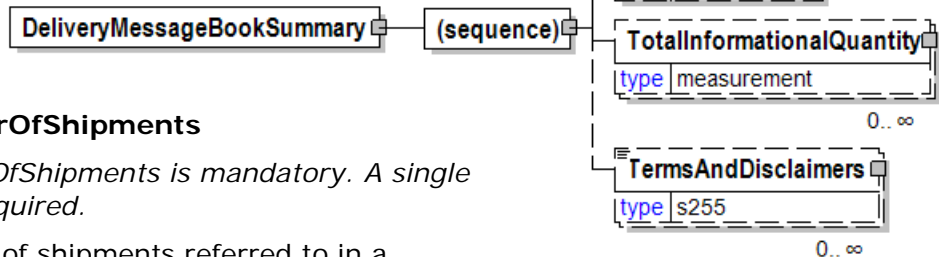 DeliveryMessageBookSummary
(sequence)
TotalInformationalQuantity
type measurement
0.. ∞
rOfShipments
OfShipments is mandatory. A single
quired.
TermsAndDisclaimers
type s255
of shipments referred to in a
0.. ∞